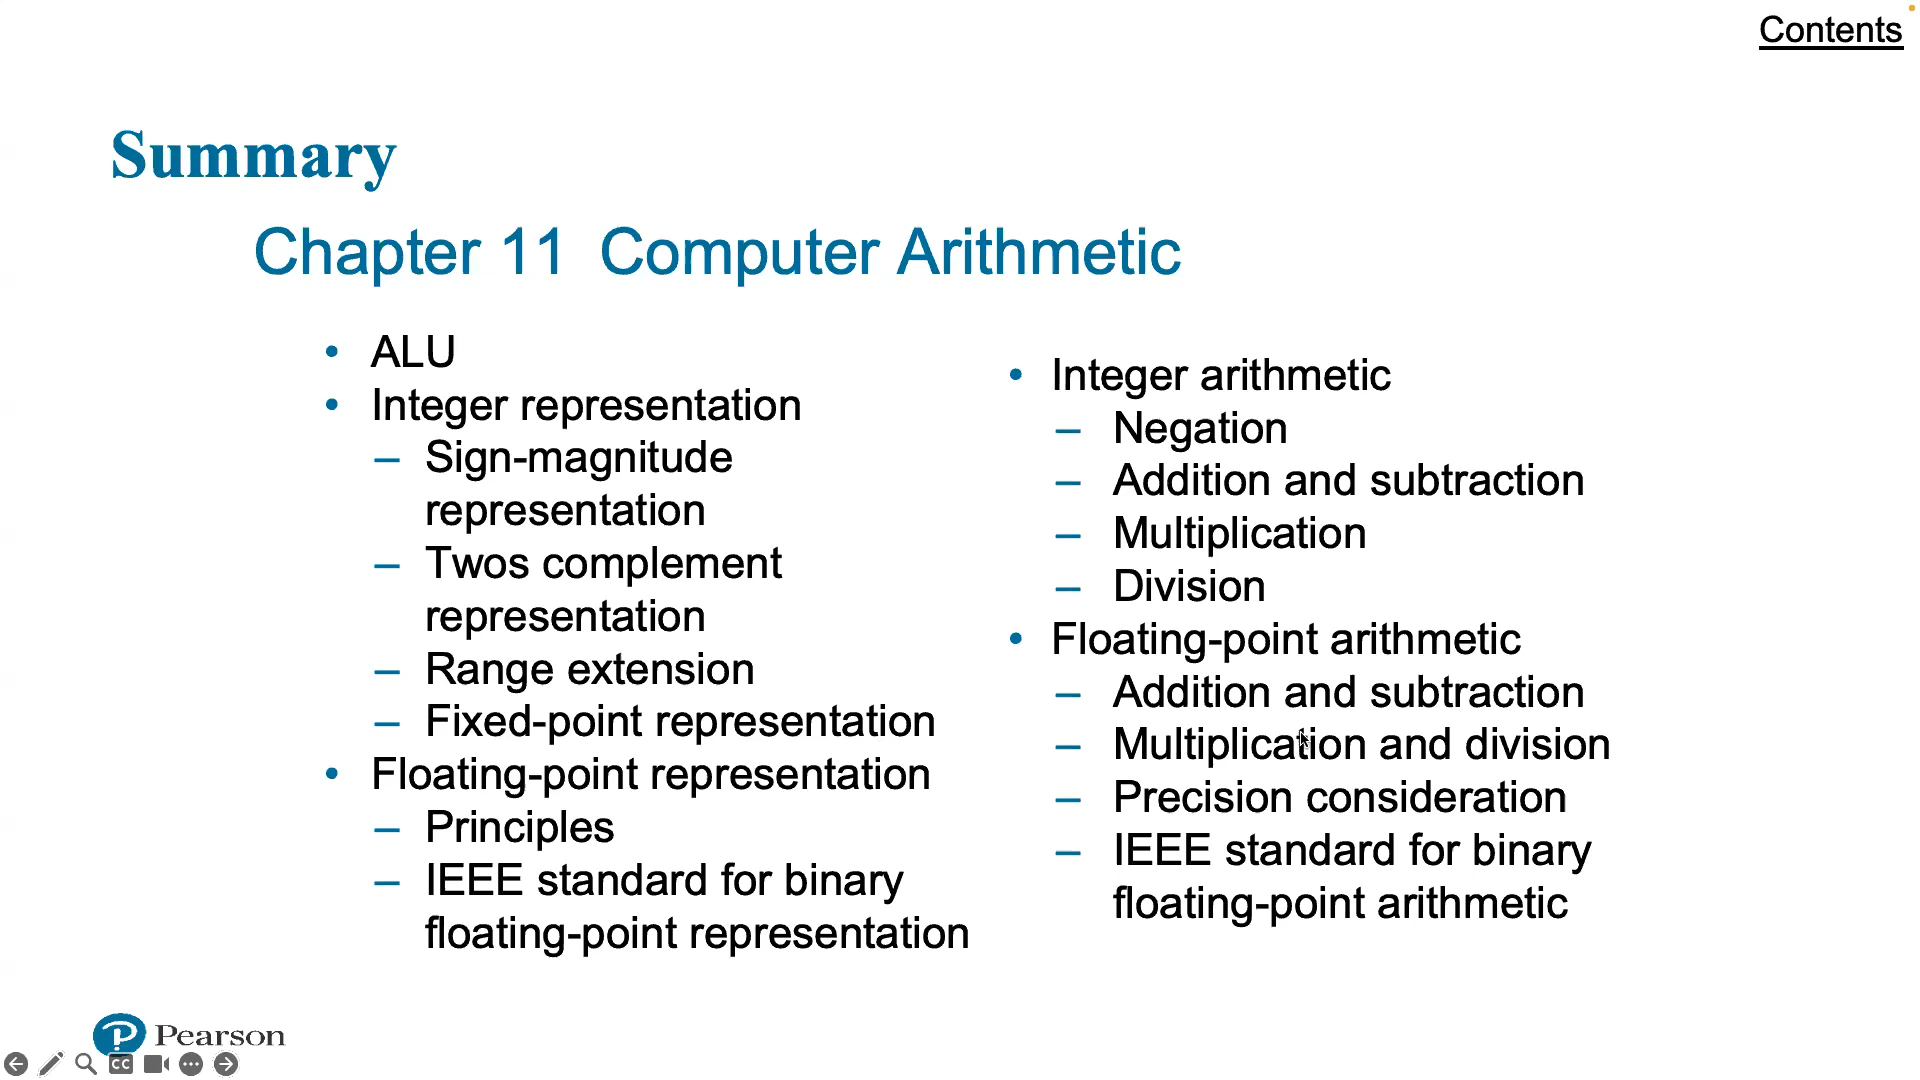 Contents
Summary
Chapter 11 Computer Arithmetic
• ALU
• Integer representation
– Sign-magnitude
representation
– Twos complement
representation
– Range extension
– Fixed-point representation
• Floating-point representation
– Principles
– IEEE standard for binary
floating-point representation
• Integer arithmetic
– Negation
– Addition and subtraction
– Multiplication
– Division
• Floating-point arithmetic
– Addition and subtraction
– Multiplication and division
– Precision consideration
– IEEE standard for binary
floating-point arithmetic
P Pearson
CC